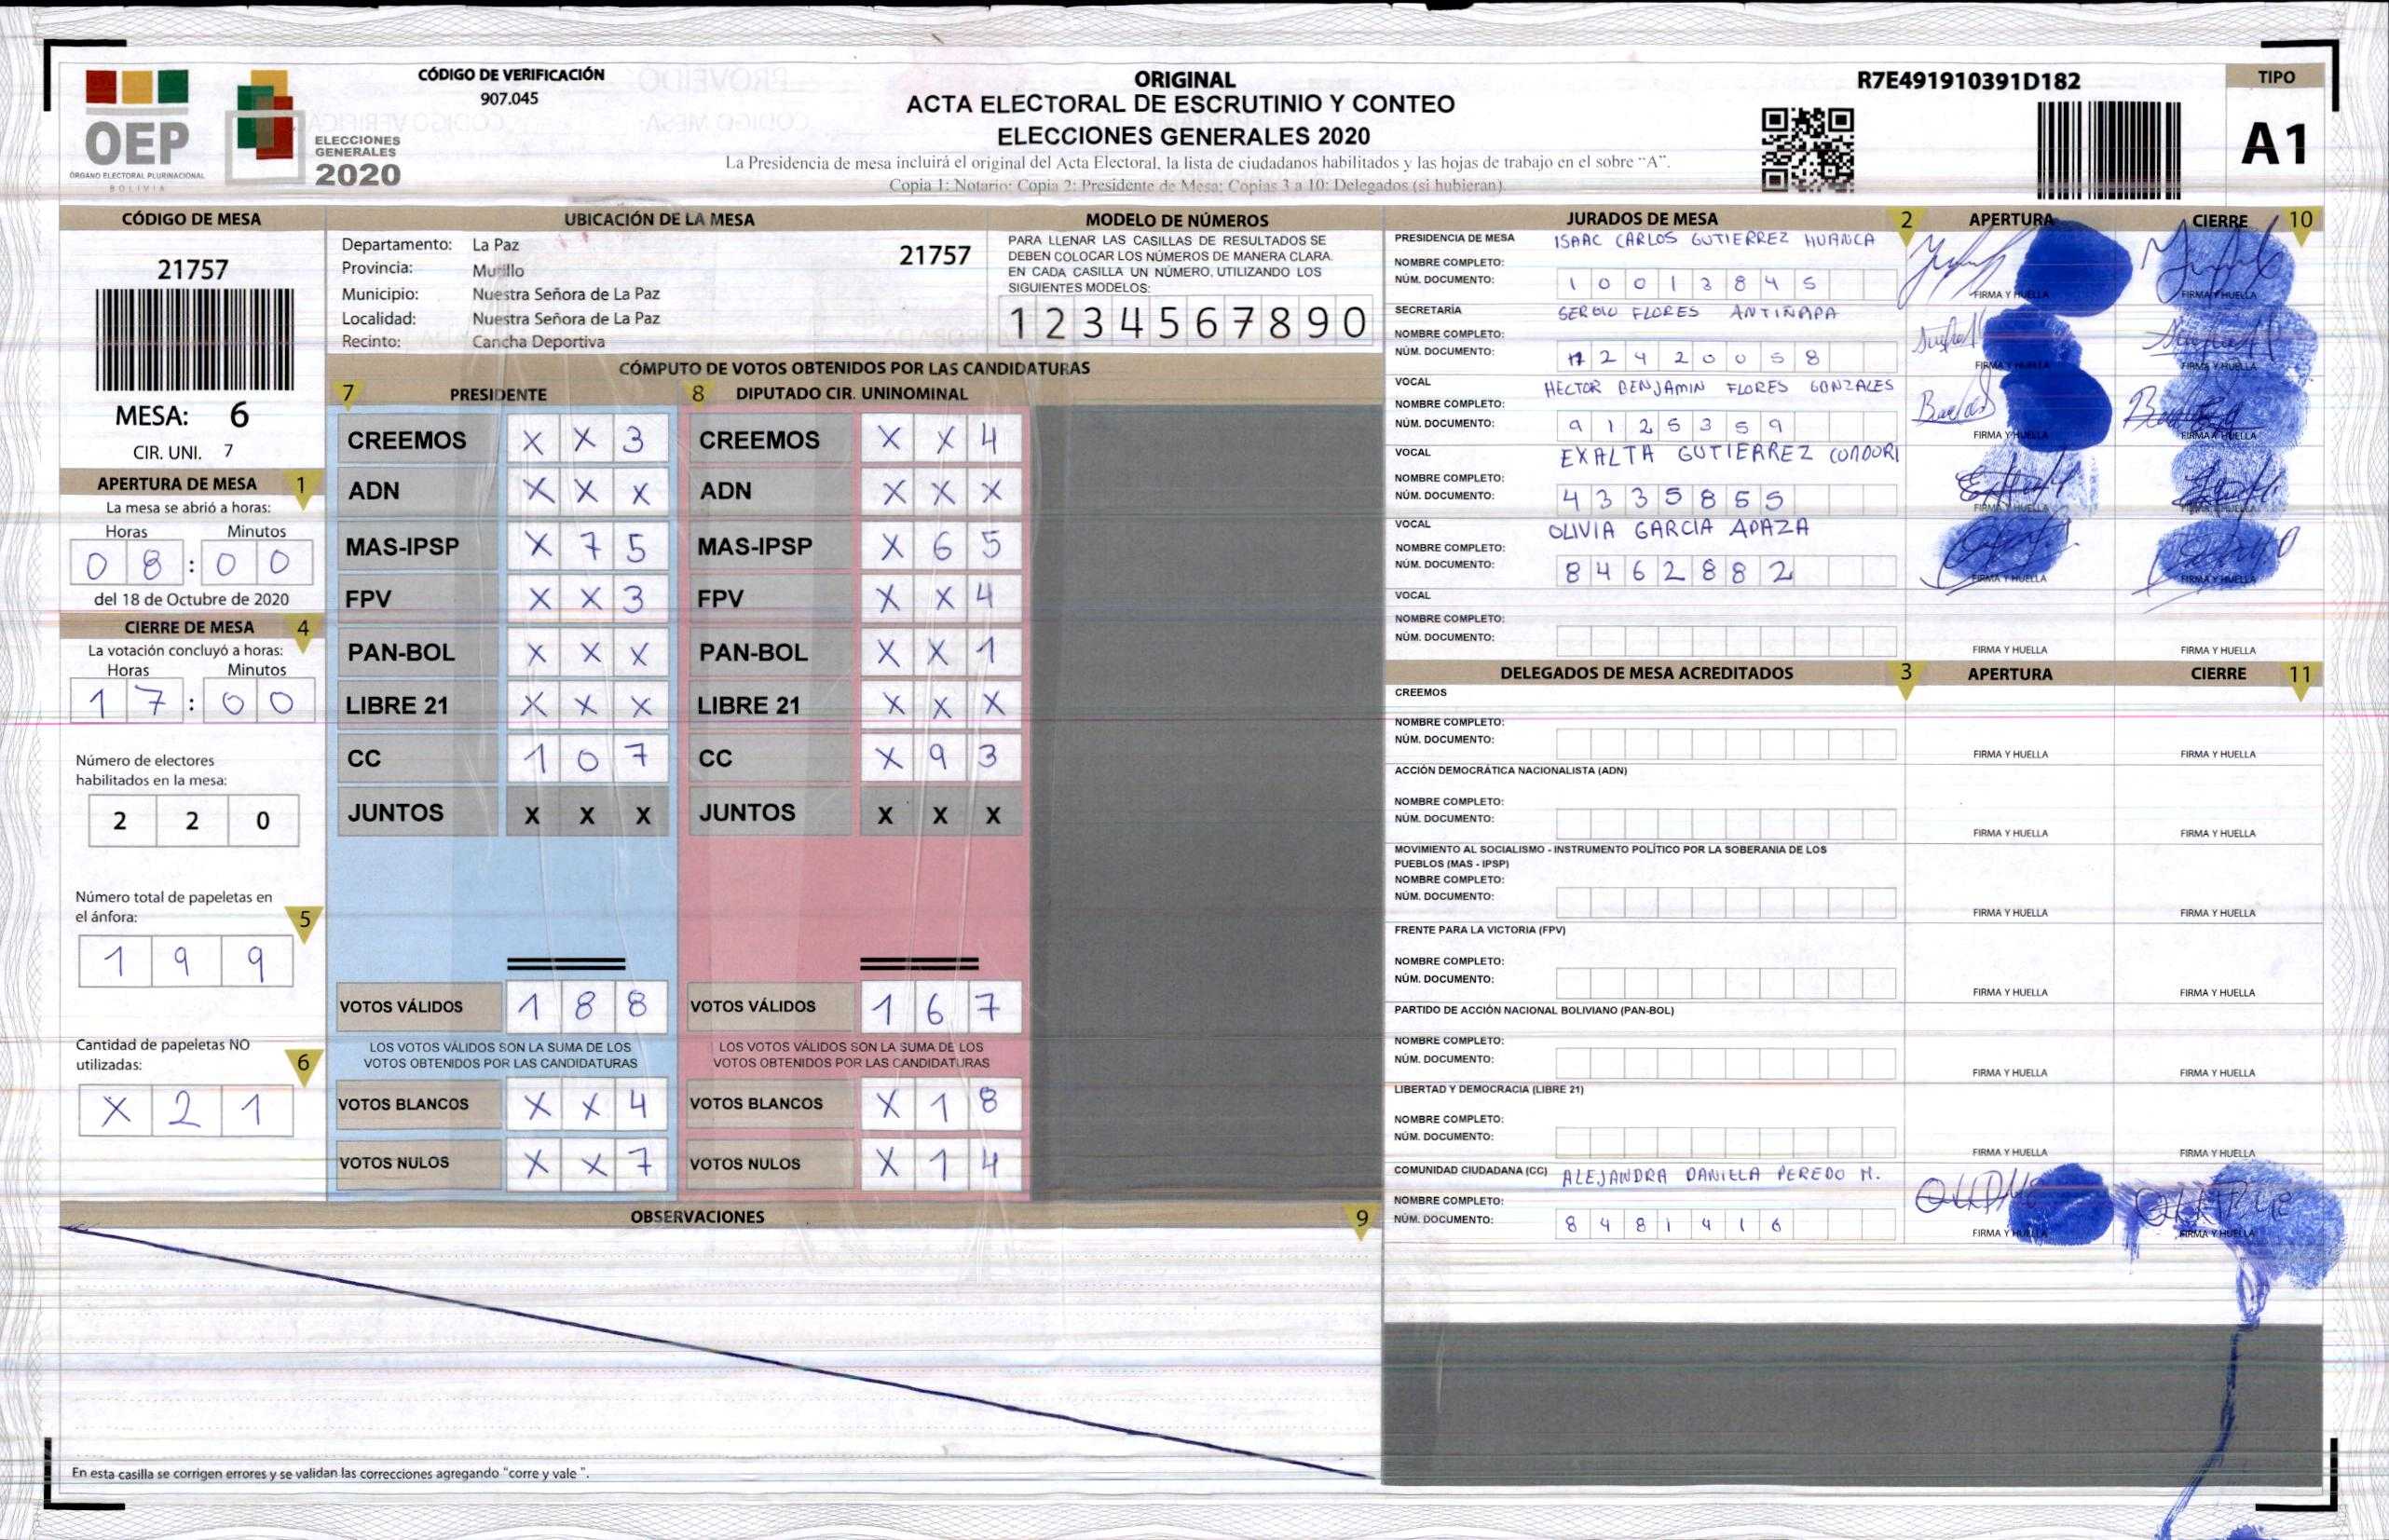 CÓDIGO DE VERIFICACIÓN
907.045
OEP
ÓRGANO ELECTORAL PLURINACIONAL
BOLIVIA
ELECCIONES
GENERALES
2020
ORIGINAL
ACTA ELECTORAL DE ESCRUTINIO Y CONTEO
ELECCIONES GENERALES 2020
La Presidencia de mesa incluirá el original del Acta Electoral, la lista de ciudadanos habilitados y las hojas de trabajo en el sobre "A".
Copia 1: Notario: Copia 2: Presidente de Mesa; Copias 3 a 10: Delegados (si hubieran).
R7E491910391D182
TIPO
A1
CÓDIGO DE MESA
21757
MESA: 6
CIR. UNI. 7
APERTURA DE MESA 1
La mesa se abrió a horas:
Horas Minutos
0 8 : 0 0
del 18 de Octubre de 2020
CIERRE DE MESA 4
La votación concluyó a horas:
Horas Minutos
1 7 : 0 0
Número de electores
habilitados en la mesa:
2 2 0
Número total de papeletas en
el ánfora: 5
1 9 9
Cantidad de papeletas NO
utilizadas: 6
X 2 1
UBICACIÓN DE LA MESA
Departamento: La Paz 21757
Provincia: Murillo
Municipio: Nuestra Señora de La Paz
Localidad: Nuestra Señora de La Paz
Recinto: Cancha Deportiva
MODELO DE NÚMEROS
PARA LLENAR LAS CASILLAS DE RESULTADOS SE
DEBEN COLOCAR LOS NÚMEROS DE MANERA CLARA.
EN CADA CASILLA UN NÚMERO, UTILIZANDO LOS
SIGUIENTES MODELOS:
1 2 3 4 5 6 7 8 9 0
CÓMPUTO DE VOTOS OBTENIDOS POR LAS CANDIDATURAS
7 PRESIDENTE 8 DIPUTADO CIR. UNINOMINAL
CREEMOS X X 3 CREEMOS X X 4
ADN X X X ADN X X X
MAS-IPSP X 7 5 MAS-IPSP X 6 5
FPV X X 3 FPV X X 4
PAN-BOL X X X PAN-BOL X X 1
LIBRE 21 X X X LIBRE 21 X X X
CC 1 0 7 CC X 9 3
JUNTOS X X X JUNTOS X X X
VOTOS VÁLIDOS 1 8 8 VOTOS VÁLIDOS 1 6 7
LOS VOTOS VÁLIDOS SON LA SUMA DE LOS LOS VOTOS VÁLIDOS SON LA SUMA DE LOS
VOTOS OBTENIDOS POR LAS CANDIDATURAS VOTOS OBTENIDOS POR LAS CANDIDATURAS
VOTOS BLANCOS X X 4 VOTOS BLANCOS X 1 8
VOTOS NULOS X X 7 VOTOS NULOS X 1 4
OBSERVACIONES 9
En esta casilla se corrigen errores y se validan las correcciones agregando "corre y vale ".
JURADOS DE MESA 2 APERTURA CIERRE 10
PRESIDENCIA DE MESA ISAAC CARLOS GUTIERREZ HUANCA
NOMBRE COMPLETO:
NÚM. DOCUMENTO: 1 0 0 1 3 8 4 5 FIRMA Y HUELLA FIRMA Y HUELLA
SECRETARÍA SERGIO FLORES ANTIÑAPA
NOMBRE COMPLETO:
NÚM. DOCUMENTO: 2 4 2 0 0 5 8 FIRMA Y HUELLA FIRMA Y HUELLA
VOCAL HECTOR BENJAMIN FLORES GONZALES
NOMBRE COMPLETO:
NÚM. DOCUMENTO: 9 1 2 5 3 5 9 FIRMA Y HUELLA FIRMA Y HUELLA
VOCAL EXALTA GUTIERREZ CONDORI
NOMBRE COMPLETO:
NÚM. DOCUMENTO: 4 3 3 5 8 5 5 FIRMA Y HUELLA FIRMA Y HUELLA
VOCAL OLIVIA GARCIA APAZA
NOMBRE COMPLETO:
NÚM. DOCUMENTO: 8 4 6 2 8 8 2 FIRMA Y HUELLA FIRMA Y HUELLA
VOCAL
NOMBRE COMPLETO:
NÚM. DOCUMENTO: FIRMA Y HUELLA FIRMA Y HUELLA
DELEGADOS DE MESA ACREDITADOS 3 APERTURA CIERRE 11
CREEMOS
NOMBRE COMPLETO:
NÚM. DOCUMENTO: FIRMA Y HUELLA FIRMA Y HUELLA
ACCIÓN DEMOCRÁTICA NACIONALISTA (ADN)
NOMBRE COMPLETO:
NÚM. DOCUMENTO: FIRMA Y HUELLA FIRMA Y HUELLA
MOVIMIENTO AL SOCIALISMO - INSTRUMENTO POLÍTICO POR LA SOBERANIA DE LOS
PUEBLOS (MAS - IPSP)
NOMBRE COMPLETO:
NÚM. DOCUMENTO: FIRMA Y HUELLA FIRMA Y HUELLA
FRENTE PARA LA VICTORIA (FPV)
NOMBRE COMPLETO:
NÚM. DOCUMENTO: FIRMA Y HUELLA FIRMA Y HUELLA
PARTIDO DE ACCIÓN NACIONAL BOLIVIANO (PAN-BOL)
NOMBRE COMPLETO:
NÚM. DOCUMENTO: FIRMA Y HUELLA FIRMA Y HUELLA
LIBERTAD Y DEMOCRACIA (LIBRE 21)
NOMBRE COMPLETO:
NÚM. DOCUMENTO: FIRMA Y HUELLA FIRMA Y HUELLA
COMUNIDAD CIUDADANA (CC) ALEJANDRA DANIELA PEREDO M.
NOMBRE COMPLETO:
NÚM. DOCUMENTO: 8 4 8 1 4 1 6 FIRMA Y HUELLA FIRMA Y HUELLA